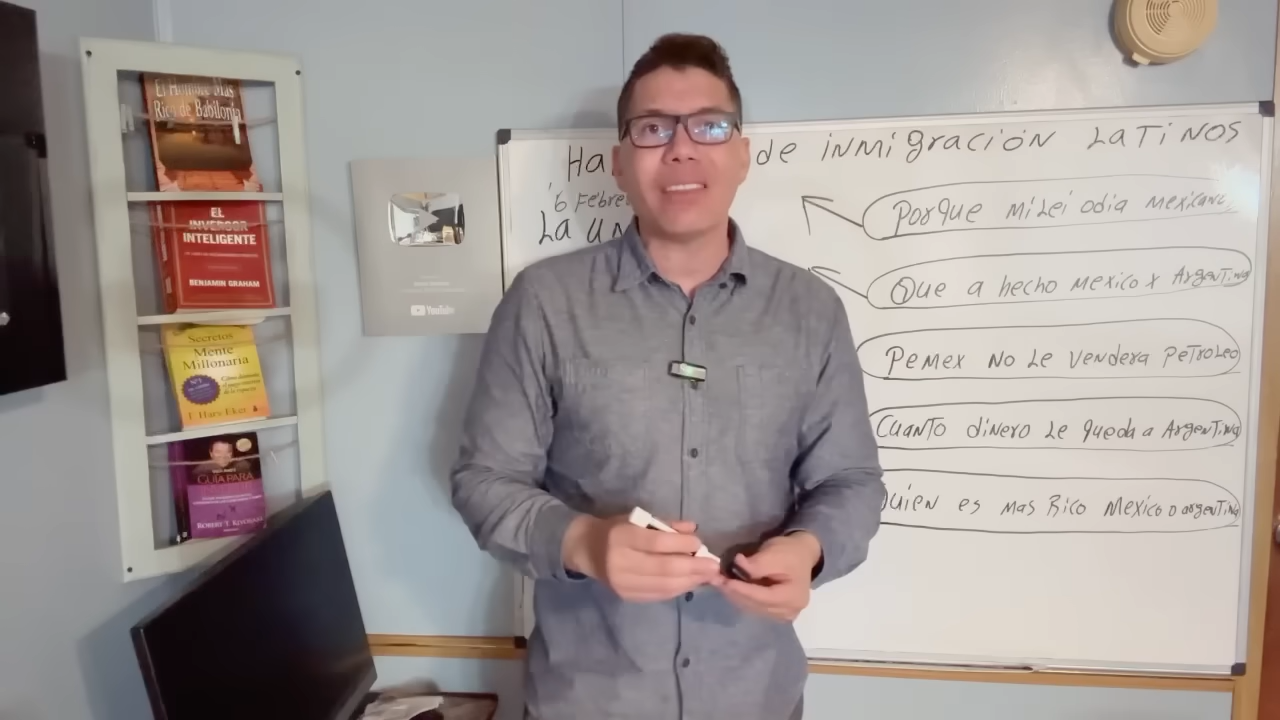 El Hombre Más
Rico de Babilonia
EL
INVERSOR
INTELIGENTE
BENJAMIN GRAHAM
Secretos
Mente
Millonaria
Nº1
T. Harv Eker
GUÍA PARA
ROBERT T. KIYOSAKI
YouTube
Ha de inmigración Latinos
6 Febre
La un
Porque milei odia mexicano
Que a hecho mexico x Argentina
Pemex no le vendera petroleo
Cuanto dinero le queda a Argentina
uien es mas Rico Mexico o argentina